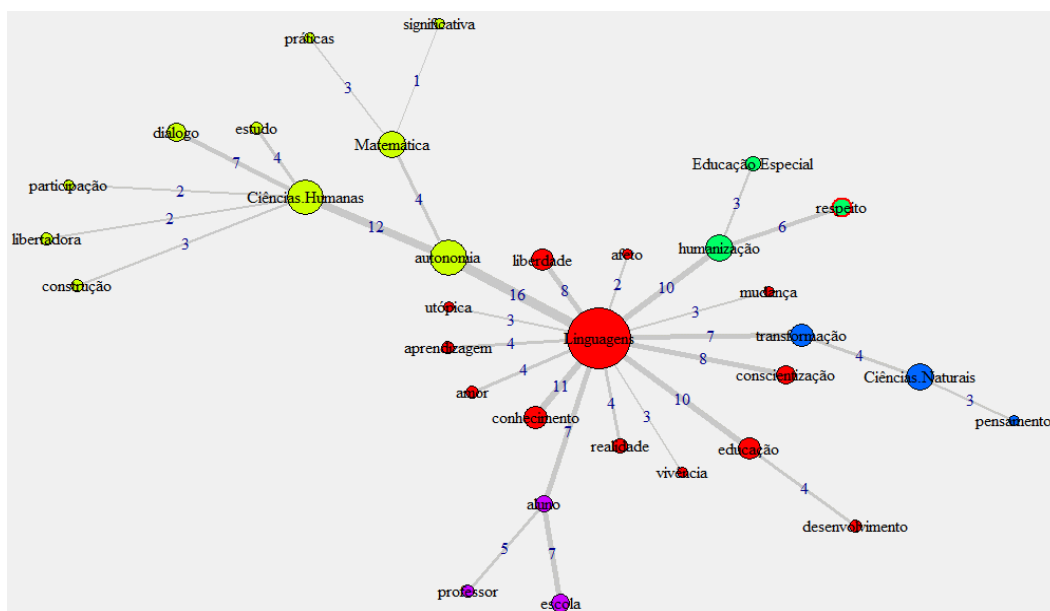 significativa
práticas
1
3
diálogo
estudo
Matemática
7
4
Educação Especial
participação
2
Ciências.Humanas
4
3
respeito
libertadora
2
12
6
3
autonomia
liberdade
afeto
humanização
construção
16
8
2
10
mudança
utópica
3
3
Linguagens
7
transformação
aprendizagem
4
8
4
conscientização
Ciências.Naturais
amor
4
11
4
3
10
3
conhecimento
7
pensamento
realidade
educação
vivência
4
aluno
desenvolvimento
5
7
professor
escola